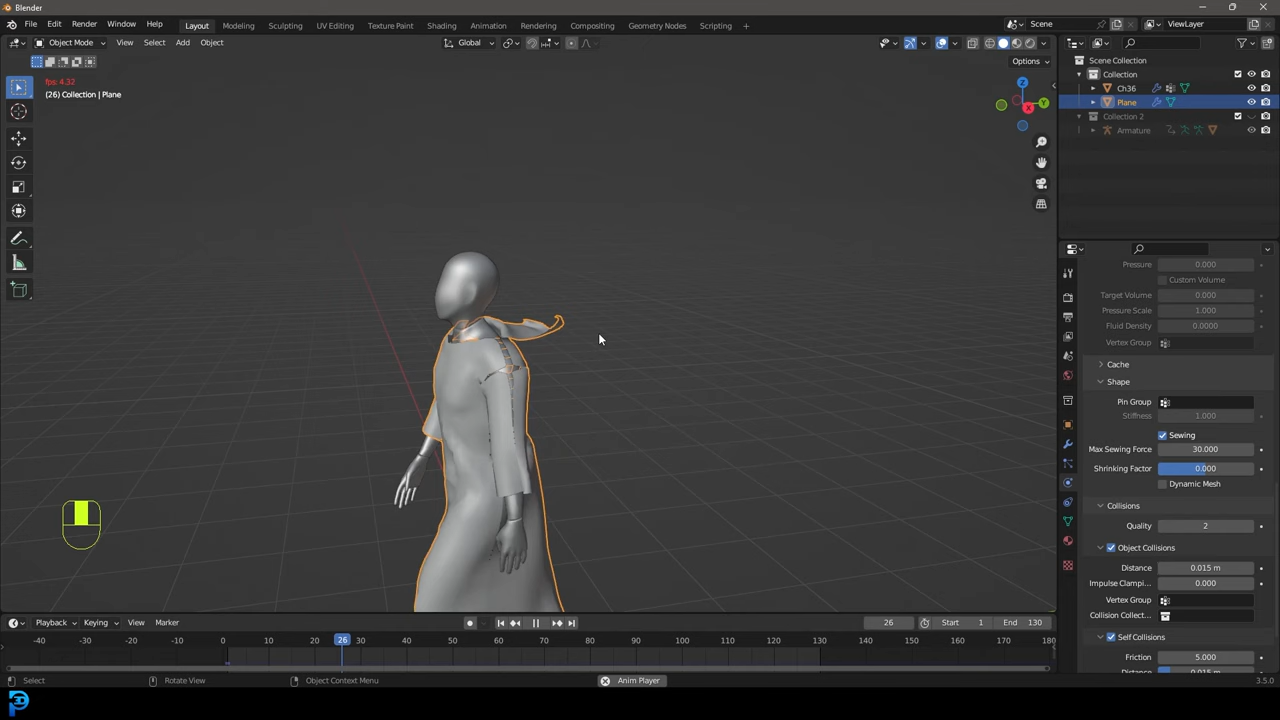 Blender
File Edit Render Window Help Layout Modeling Sculpting UV Editing Texture Paint Shading Animation Rendering Compositing Geometry Nodes Scripting + Scene ViewLayer
Object Mode View Select Add Object Global
Options
fps: 4.32
(26) Collection | Plane
Z
Y
X
Scene Collection
Collection
Ch36
Plane
Collection 2
Armature
Pressure 0.000
Custom Volume
Target Volume 0.000
Pressure Scale 1.000
Fluid Density 0.0000
Vertex Group
Cache
Shape
Pin Group
Stiffness 1.000
Sewing
Max Sewing Force 30.000
Shrinking Factor 0.000
Dynamic Mesh
Collisions
Quality 2
Object Collisions
Distance 0.015 m
Impulse Clampi... 0.000
Vertex Group
Collision Collect...
Self Collisions
Friction 5.000
0.015 m
Playback Keying View Marker 26 Start 1 End 130
-40 -30 -20 -10 0 10 20 26 30 40 50 60 70 80 90 100 110 120 130 140 150 160 170 180
Select Rotate View Object Context Menu Anim Player 3.5.0